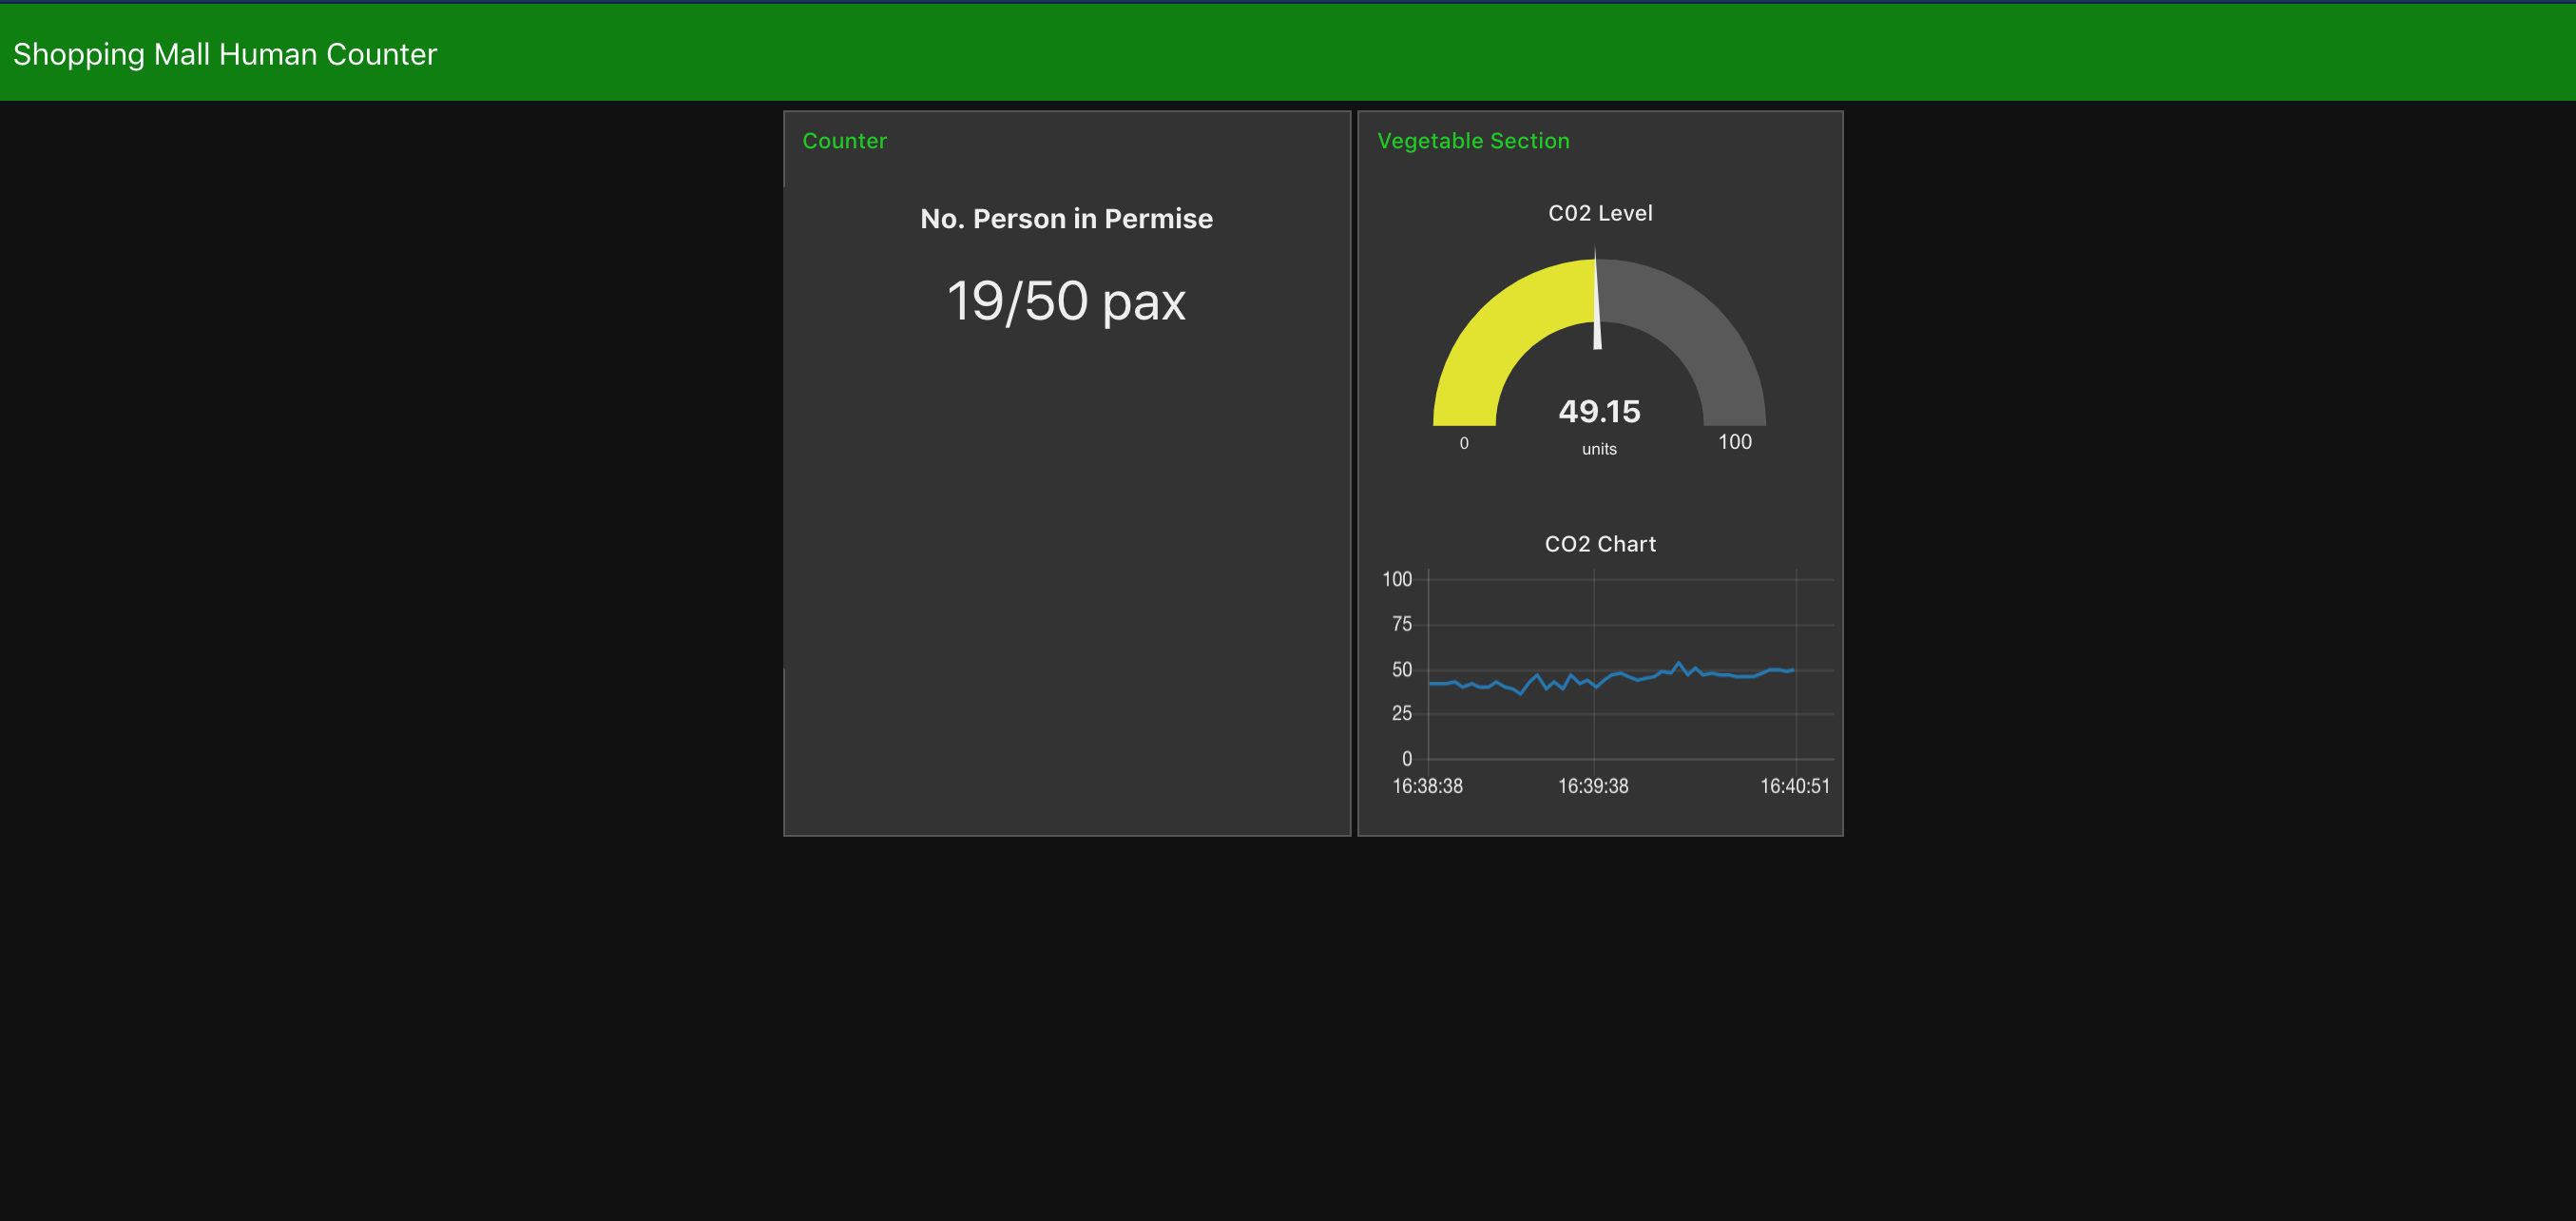 Shopping Mall Human Counter
Counter
No. Person in Permise
19/50 pax
Vegetable Section
C02 Level
49.15
0
units
100
CO2 Chart
100
75
50
25
0
16:38:38
16:39:38
16:40:51